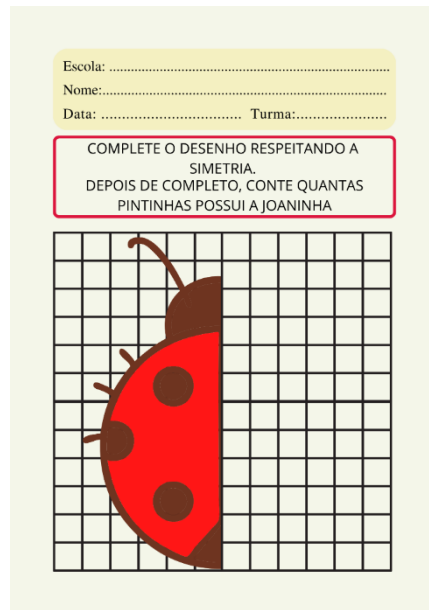 Escola: ..............................................................................
Nome:...............................................................................
Data: ................................ Turma:.....................
COMPLETE O DESENHO RESPEITANDO A
SIMETRIA.
DEPOIS DE COMPLETO, CONTE QUANTAS
PINTINHAS POSSUI A JOANINHA